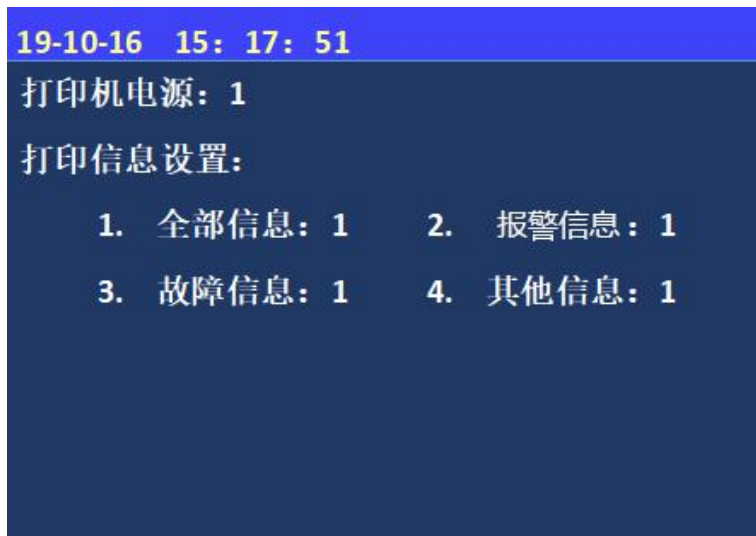 19-10-16 15：17：51
打印机电源：1
打印信息设置：
1. 全部信息：1 2. 报警信息：1
3. 故障信息：1 4. 其他信息：1